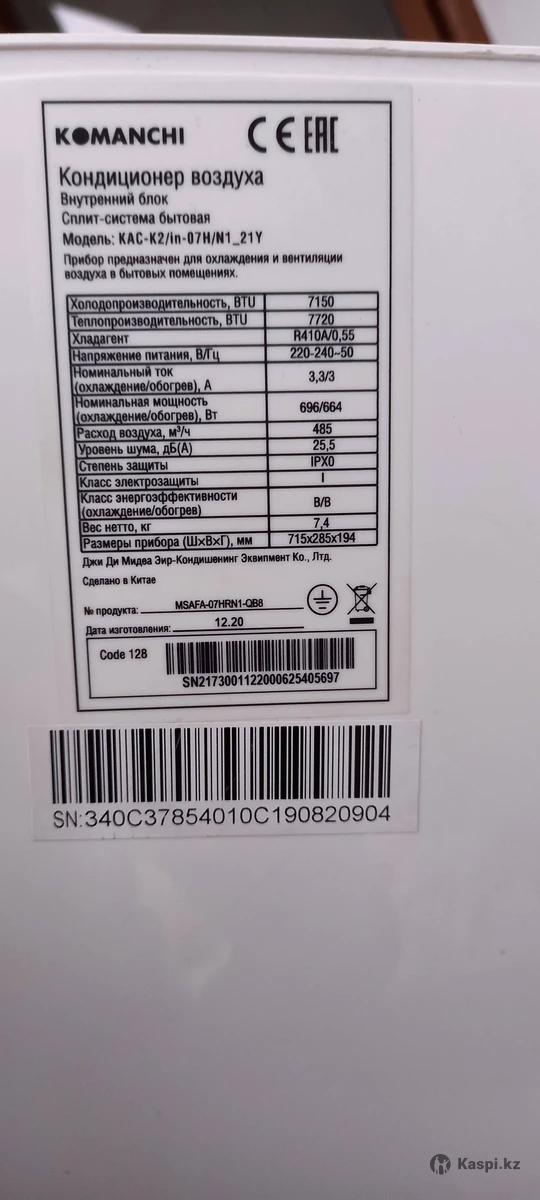 KOMANCHI CE EAC
Кондиционер воздуха
Внутренний блок
Сплит-система бытовая
Модель: KAC-K2/in-07H/N1_21Y
Прибор предназначен для охлаждения и вентиляции
воздуха в бытовых помещениях.
Холодопроизводительность, BTU 7150
Теплопроизводительность, BTU 7720
Хладагент R410A/0,55
Напряжение питания, В/Гц 220-240~50
Номинальный ток
(охлаждение/обогрев), А 3,3/3
Номинальная мощность
(охлаждение/обогрев), Вт 696/664
Расход воздуха, м³/ч 485
Уровень шума, дБ(А) 25,5
Степень защиты IPX0
Класс электрозащиты I
Класс энергоэффективности
(охлаждение/обогрев) B/B
Вес нетто, кг 7,4
Размеры прибора (ШхВхГ), мм 715x285x194
Джи Ди Мидеа Эир-Кондишенинг Эквипмент Ко., Лтд.
Сделано в Китае
№ продукта: MSAFA-07HRN1-QB8
Дата изготовления: 12.20
Code 128
SN2173001122000625405697
SN:340C37854010C190820904
Kaspi.kz